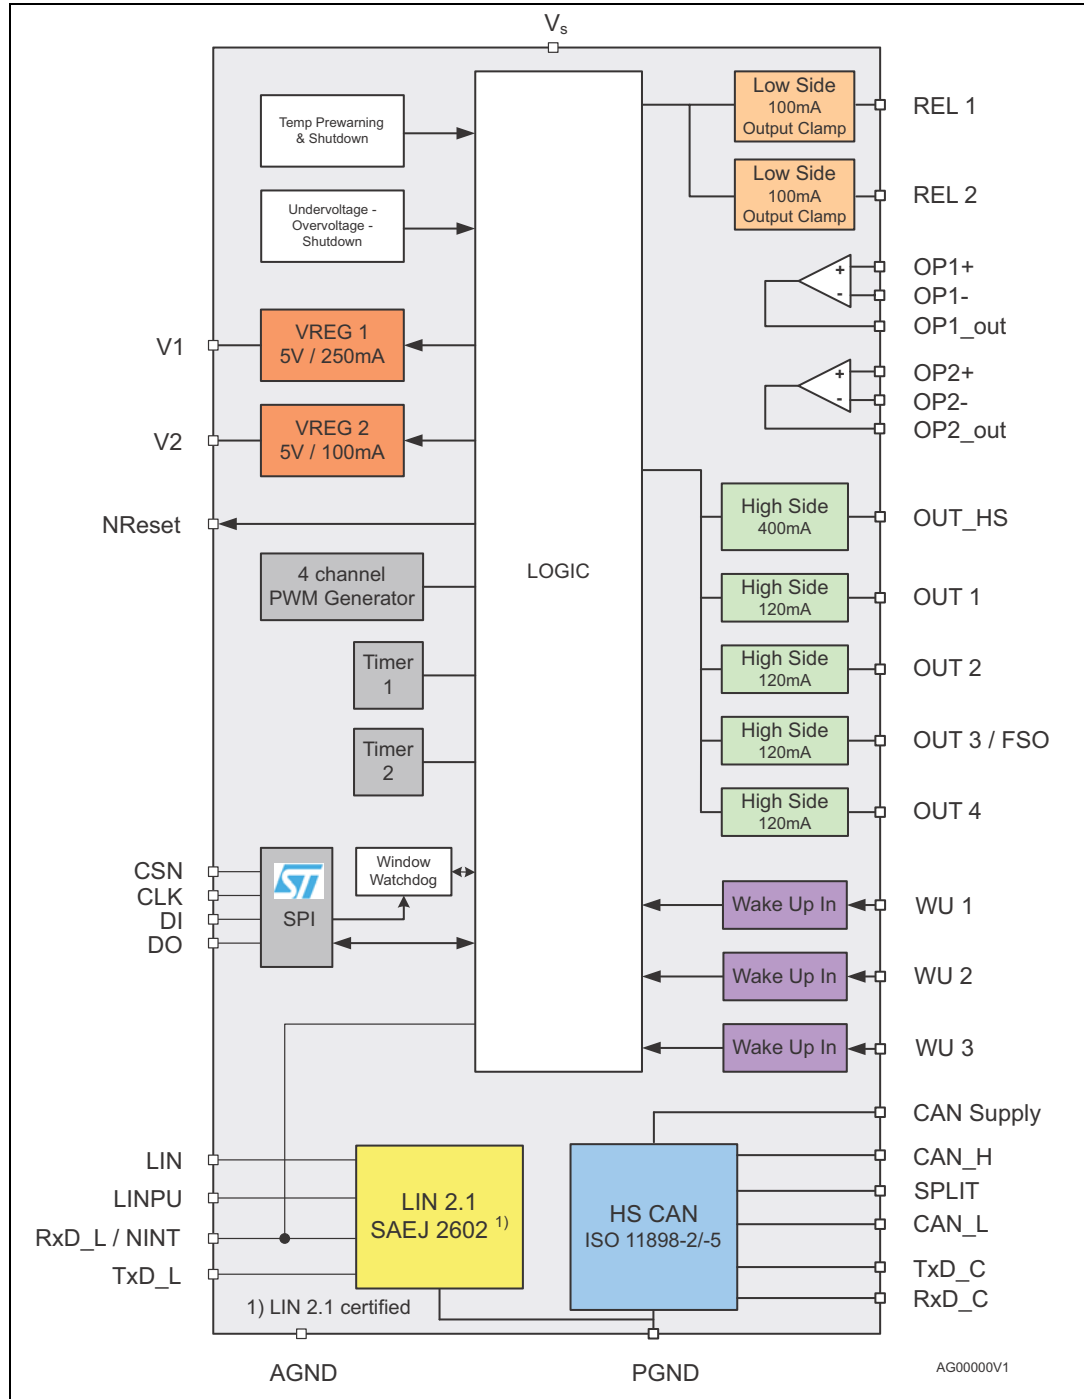 Vs
Temp Prewarning
& Shutdown
Undervoltage -
Overvoltage -
Shutdown
V1
VREG 1
5V / 250mA
V2
VREG 2
5V / 100mA
NReset
4 channel
PWM Generator
Timer
1
Timer
2
CSN
CLK
DI
DO
ST
SPI
Window
Watchdog
LOGIC
Low Side
100mA
Output Clamp
REL 1
Low Side
100mA
Output Clamp
REL 2
+
-
OP1+
OP1-
OP1_out
+
-
OP2+
OP2-
OP2_out
High Side
400mA
OUT_HS
High Side
120mA
OUT 1
High Side
120mA
OUT 2
High Side
120mA
OUT 3 / FSO
High Side
120mA
OUT 4
Wake Up In
WU 1
Wake Up In
WU 2
Wake Up In
WU 3
LIN
LINPU
RxD_L / NINT
TxD_L
LIN 2.1
SAEJ 2602 1)
1) LIN 2.1 certified
HS CAN
ISO 11898-2/-5
CAN Supply
CAN_H
SPLIT
CAN_L
TxD_C
RxD_C
AGND
PGND
AG00000V1